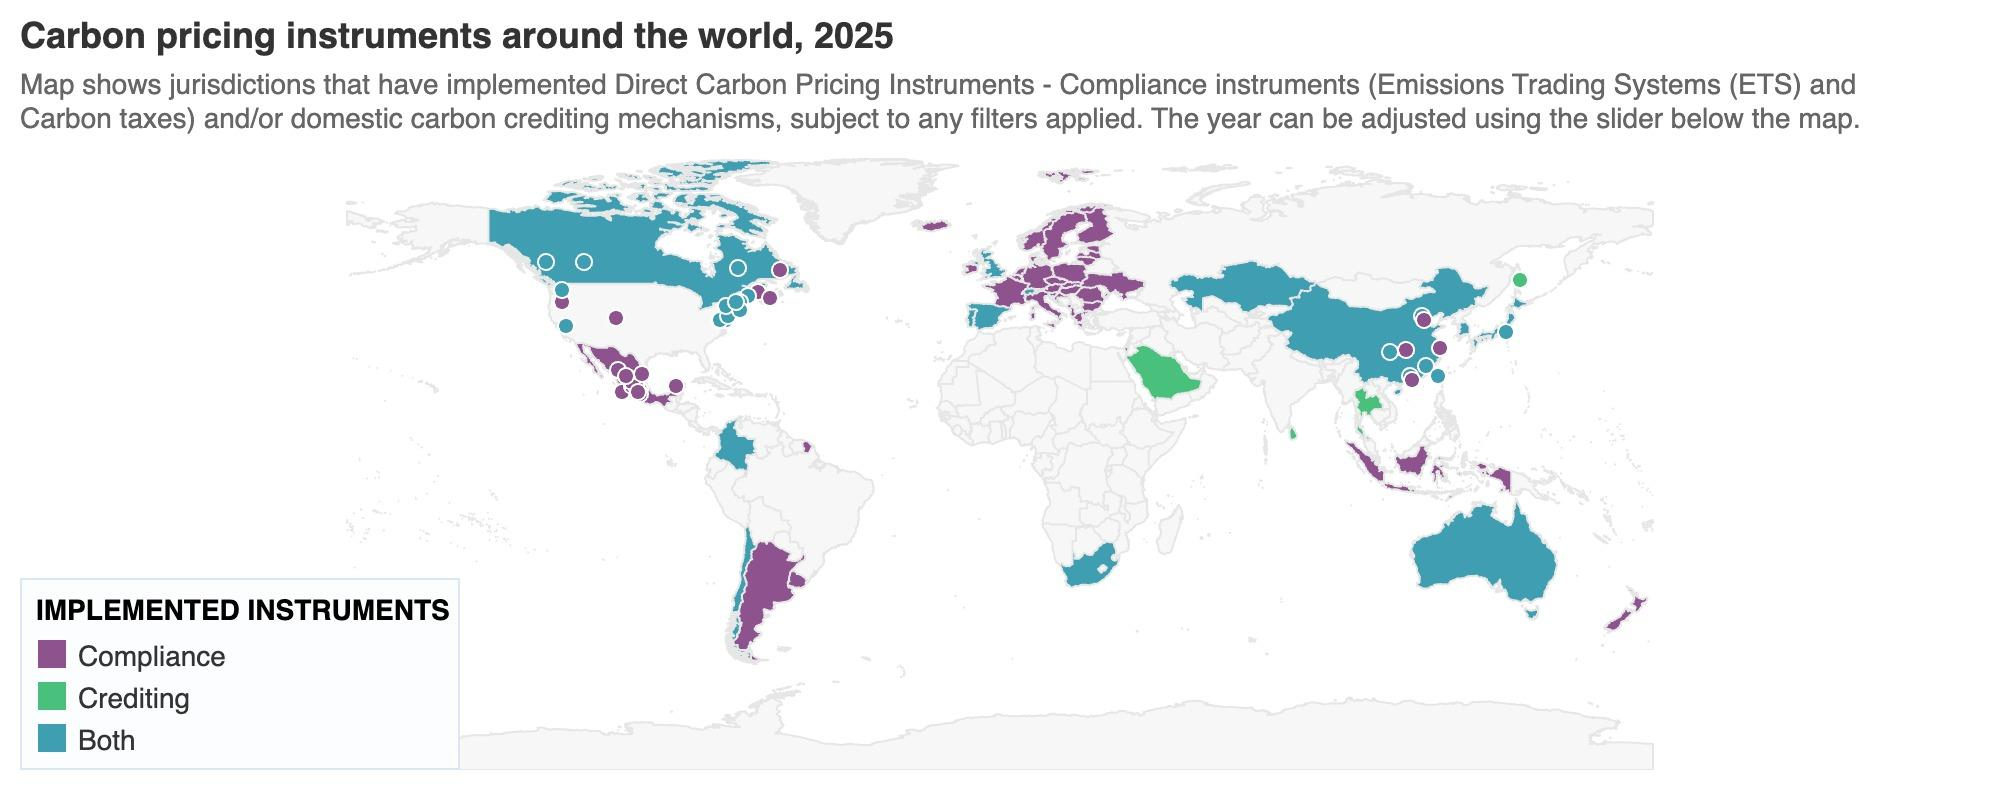 Carbon pricing instruments around the world, 2025
Map shows jurisdictions that have implemented Direct Carbon Pricing Instruments - Compliance instruments (Emissions Trading Systems (ETS) and
Carbon taxes) and/or domestic carbon crediting mechanisms, subject to any filters applied. The year can be adjusted using the slider below the map.
IMPLEMENTED INSTRUMENTS
Compliance
Crediting
Both